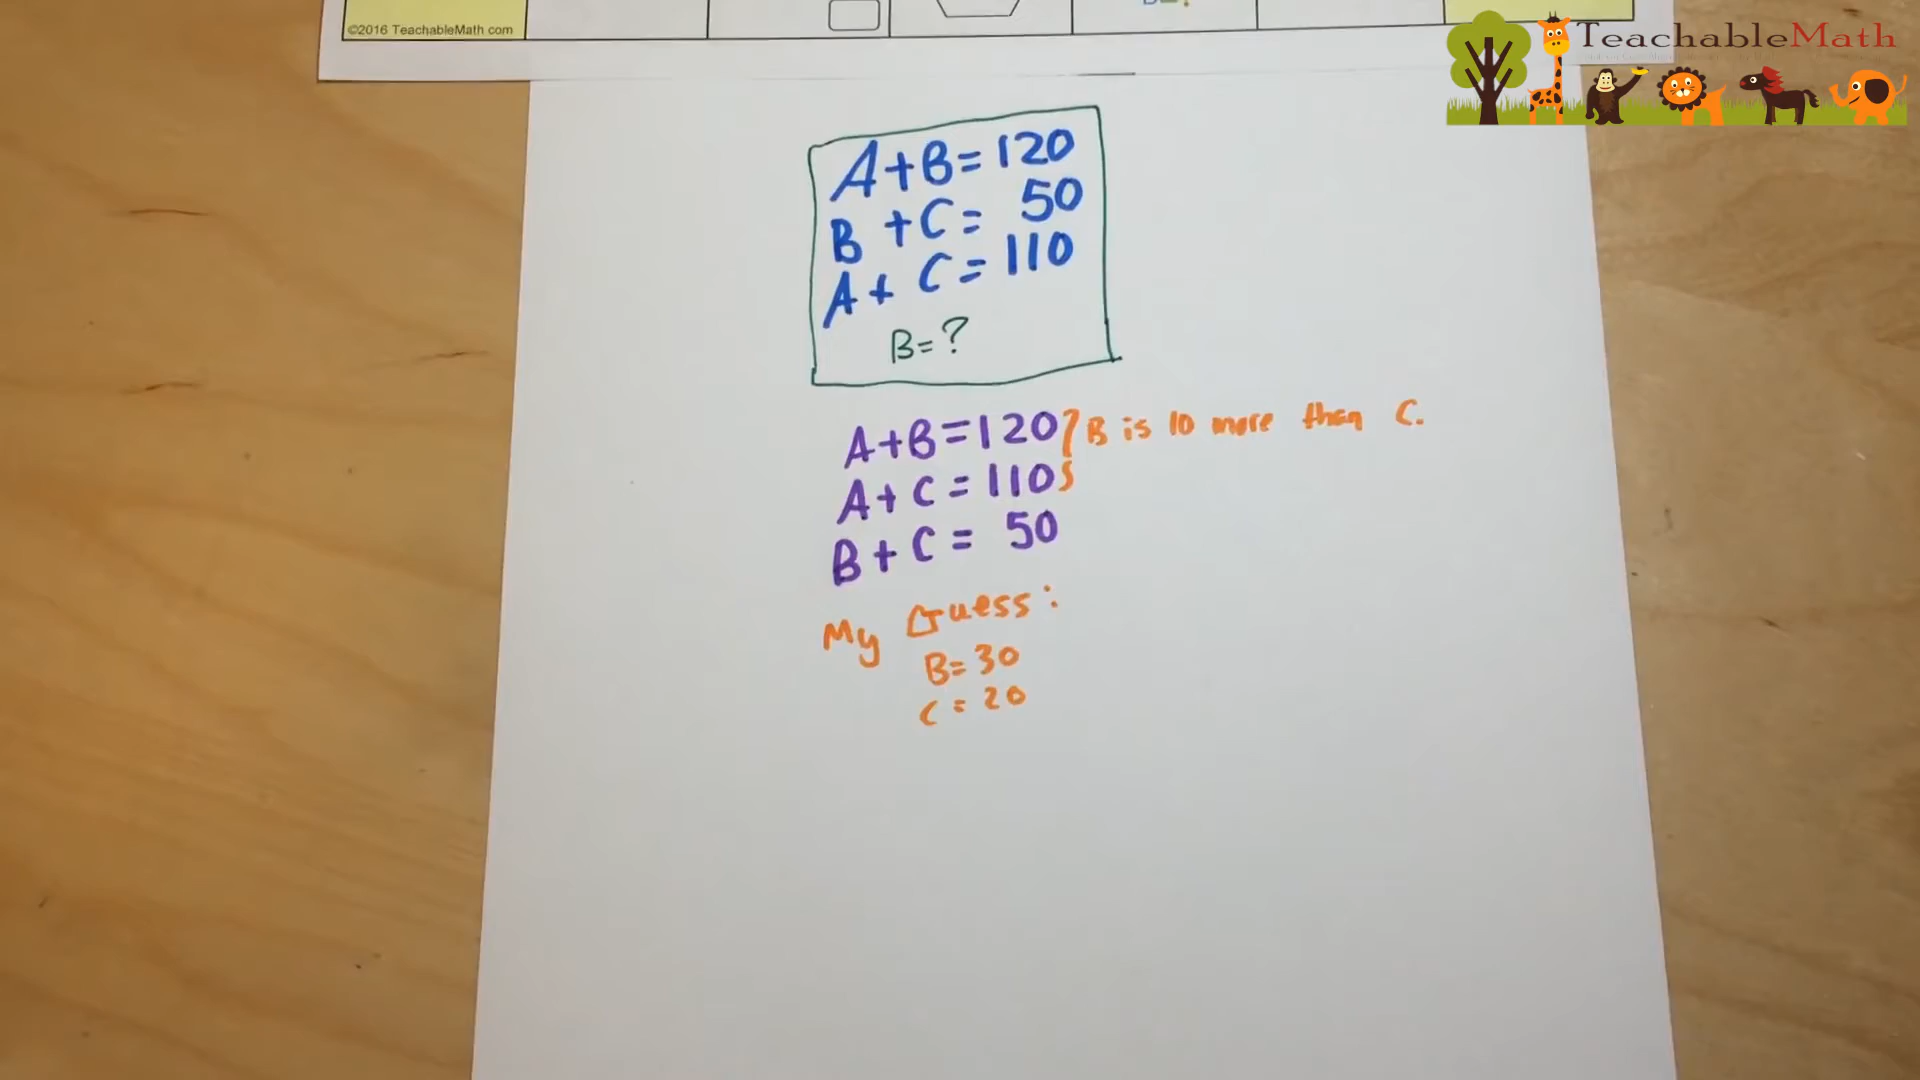 ©2016 TeachableMath com
TeachableMath
A+B=120
B+C= 50
A+ C=110
B=?
A+B=120 B is 10 more than C.
A+C=110
B+C= 50
My Guess:
B=30
C=20